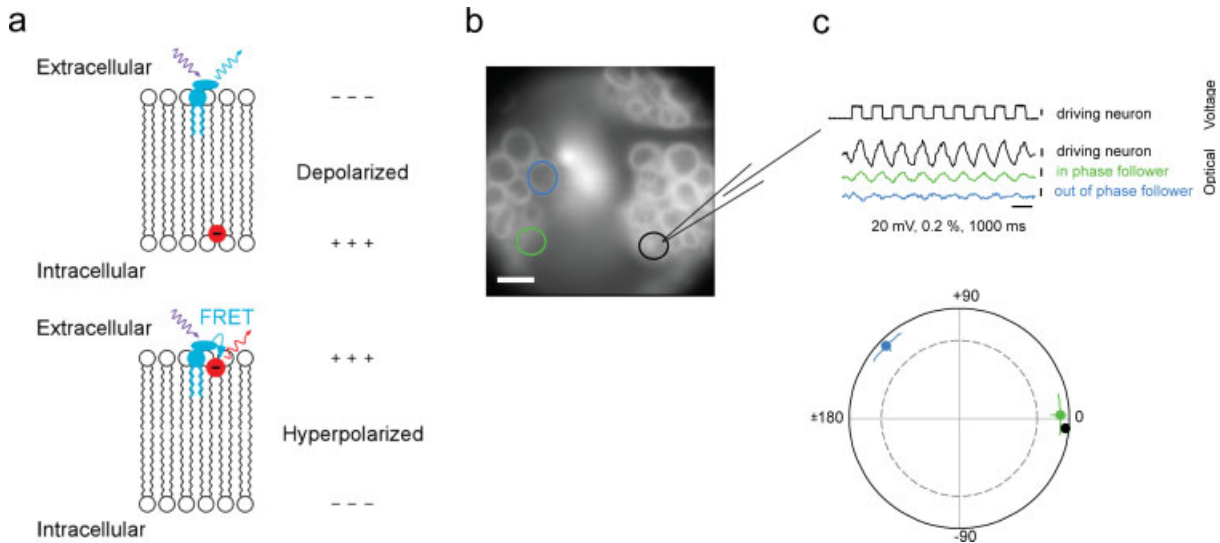 a
Extracellular
– – –
Depolarized
+ + +
Intracellular
Extracellular
FRET
+ + +
Hyperpolarized
– – –
Intracellular
b
c
driving neuron
Voltage
driving neuron
in phase follower
out of phase follower
Optical
20 mV, 0.2 %, 1000 ms
+90
±180
0
-90